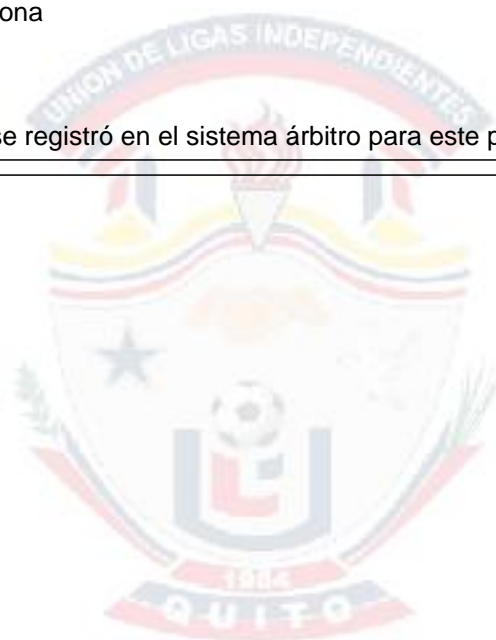 ona
UNION DE LIGAS INDEPENDIENTES
se registró en el sistema árbitro para este p
1984
QUITO